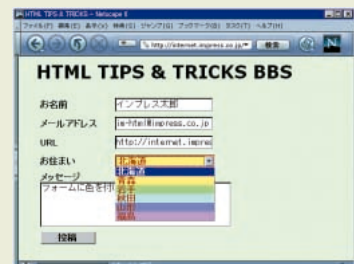 HTML TIPS & TRICKS - Netscape 6
ファイル(F) 編集(E) 表示(V) 検索(S) ジャンプ(G) ブックマーク(B) タスク(T) ヘルプ(H)
http://internet.impress.co.jp/ 検索
HTML TIPS & TRICKS BBS
お名前 インプレス太郎
メールアドレス im-html@impress.co.jp
URL http://internet.impres
お住まい 北海道
北海道
青森
岩手
秋田
山形
福島
メッセージ
フォームに色を付
投稿